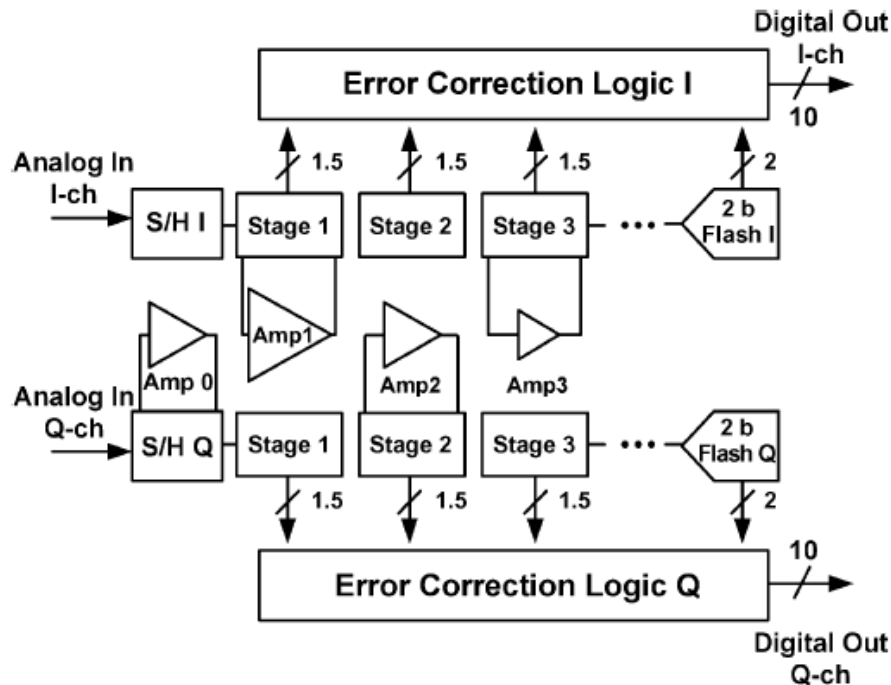 Digital Out
I-ch
Error Correction Logic I
10
Analog In
I-ch
1.5
1.5
1.5
2
S/H I
Stage 1
Stage 2
Stage 3
2 b
Flash I
Amp 0
Amp1
Amp2
Amp3
Analog In
Q-ch
S/H Q
Stage 1
Stage 2
Stage 3
2 b
Flash Q
1.5
1.5
1.5
2
Error Correction Logic Q
10
Digital Out
Q-ch